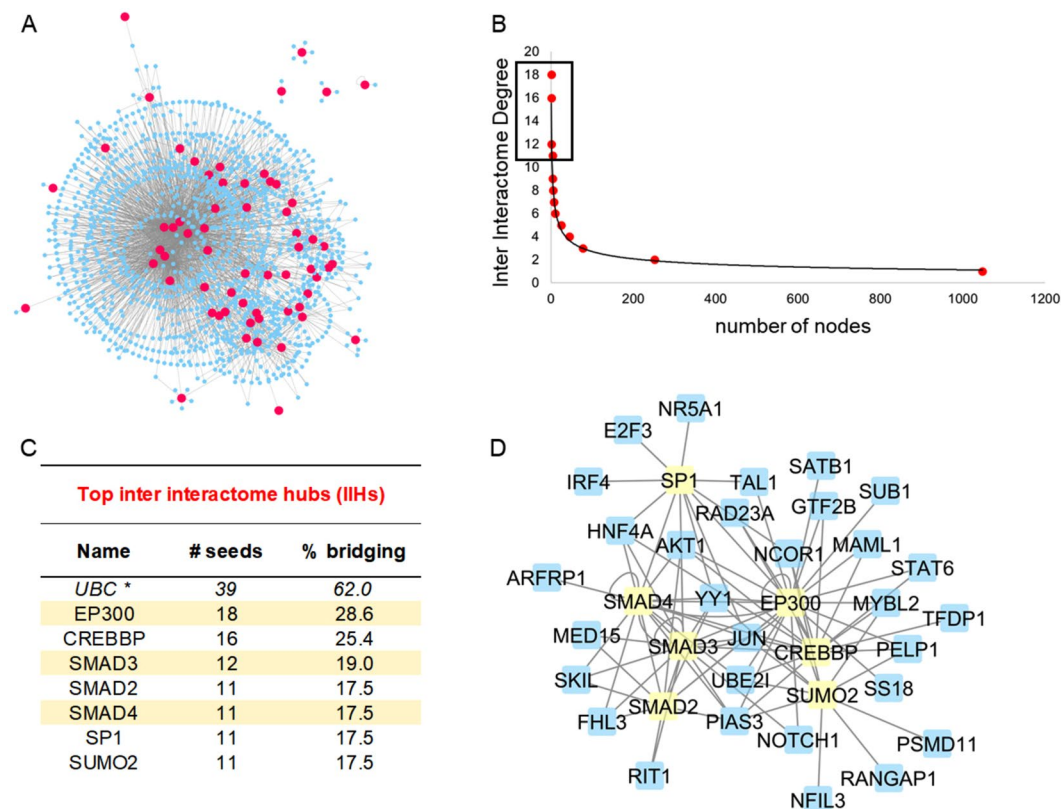 A
B
Inter Interactome Degree
20
18
16
14
12
10
8
6
4
2
0
0 200 400 600 800 1000 1200
number of nodes
C
Top inter interactome hubs (IIHs)
Name # seeds % bridging
UBC * 39 62.0
EP300 18 28.6
CREBBP 16 25.4
SMAD3 12 19.0
SMAD2 11 17.5
SMAD4 11 17.5
SP1 11 17.5
SUMO2 11 17.5
D
NR5A1
E2F3
SATB1
IRF4 SP1 TAL1
GTF2B SUB1
RAD23A
HNF4A
AKT1 NCOR1 MAML1
STAT6
ARFRP1
SMAD4 YY1 EP300 MYBL2
TFDP1
MED15 SMAD3 JUN CREBBP PELP1
SKIL UBE2I SS18
SUMO2
FHL3 SMAD2 PIAS3
NOTCH1 PSMD11
RIT1 RANGAP1
NFIL3